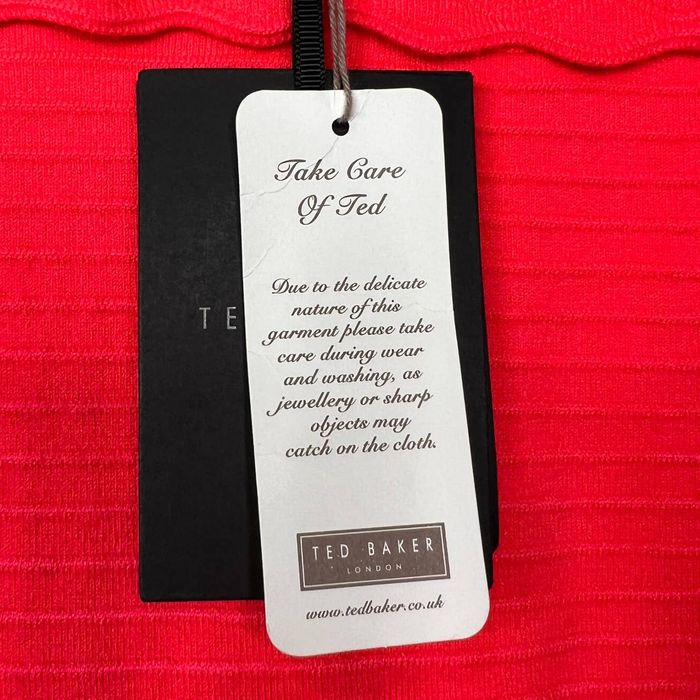 Take Care
Of Ted
Due to the delicate
nature of this
garment please take
care during wear
and washing, as
jewellery or sharp
objects may
catch on the cloth.
TE
TED BAKER
LONDON
www.tedbaker.co.uk